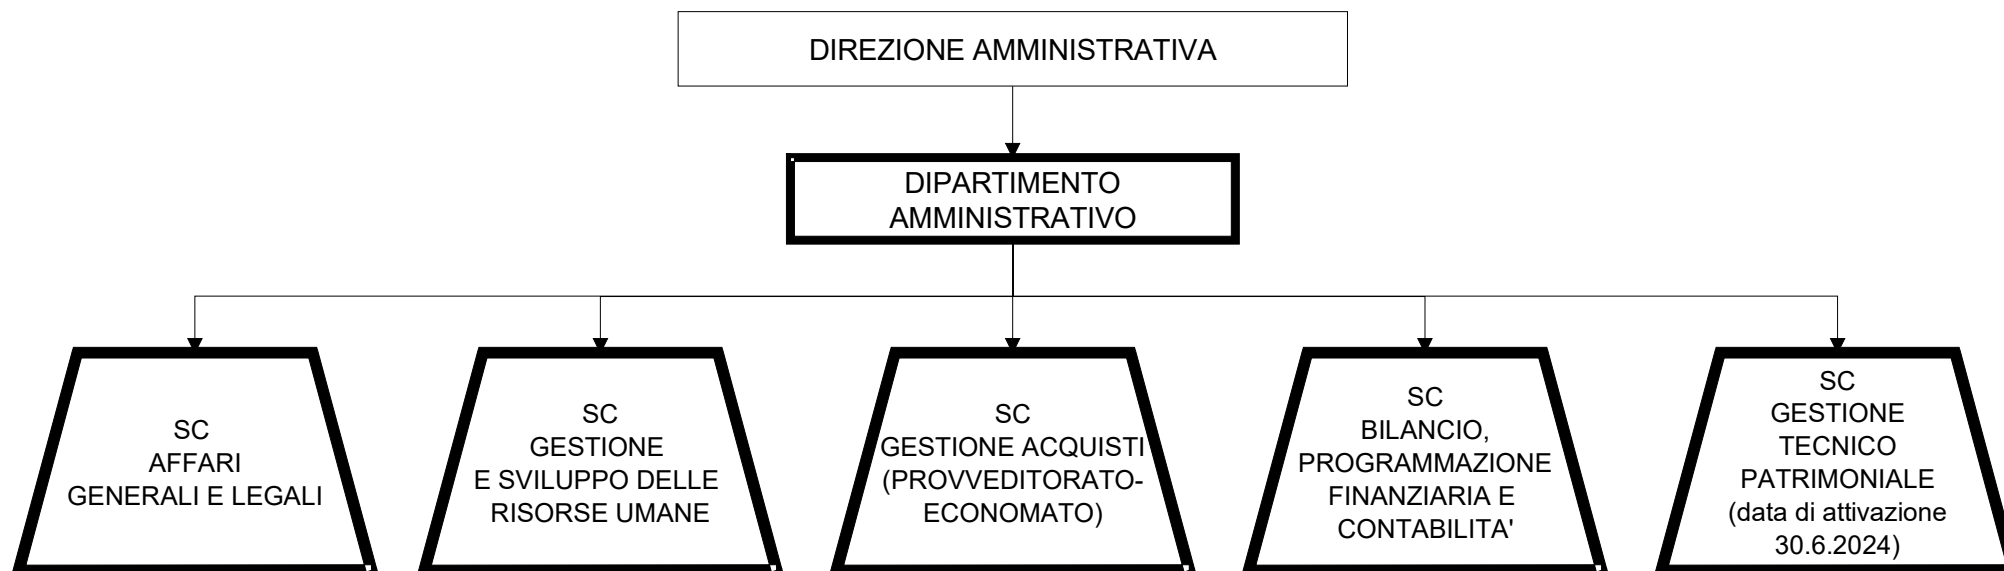 DIREZIONE AMMINISTRATIVA
DIPARTIMENTO
AMMINISTRATIVO
SC
AFFARI
GENERALI E LEGALI
SC
GESTIONE
E SVILUPPO DELLE
RISORSE UMANE
SC
GESTIONE ACQUISTI
(PROVVEDITORATO-
ECONOMATO)
SC
BILANCIO,
PROGRAMMAZIONE
FINANZIARIA E
CONTABILITA'
SC
GESTIONE
TECNICO
PATRIMONIALE
(data di attivazione
30.6.2024)